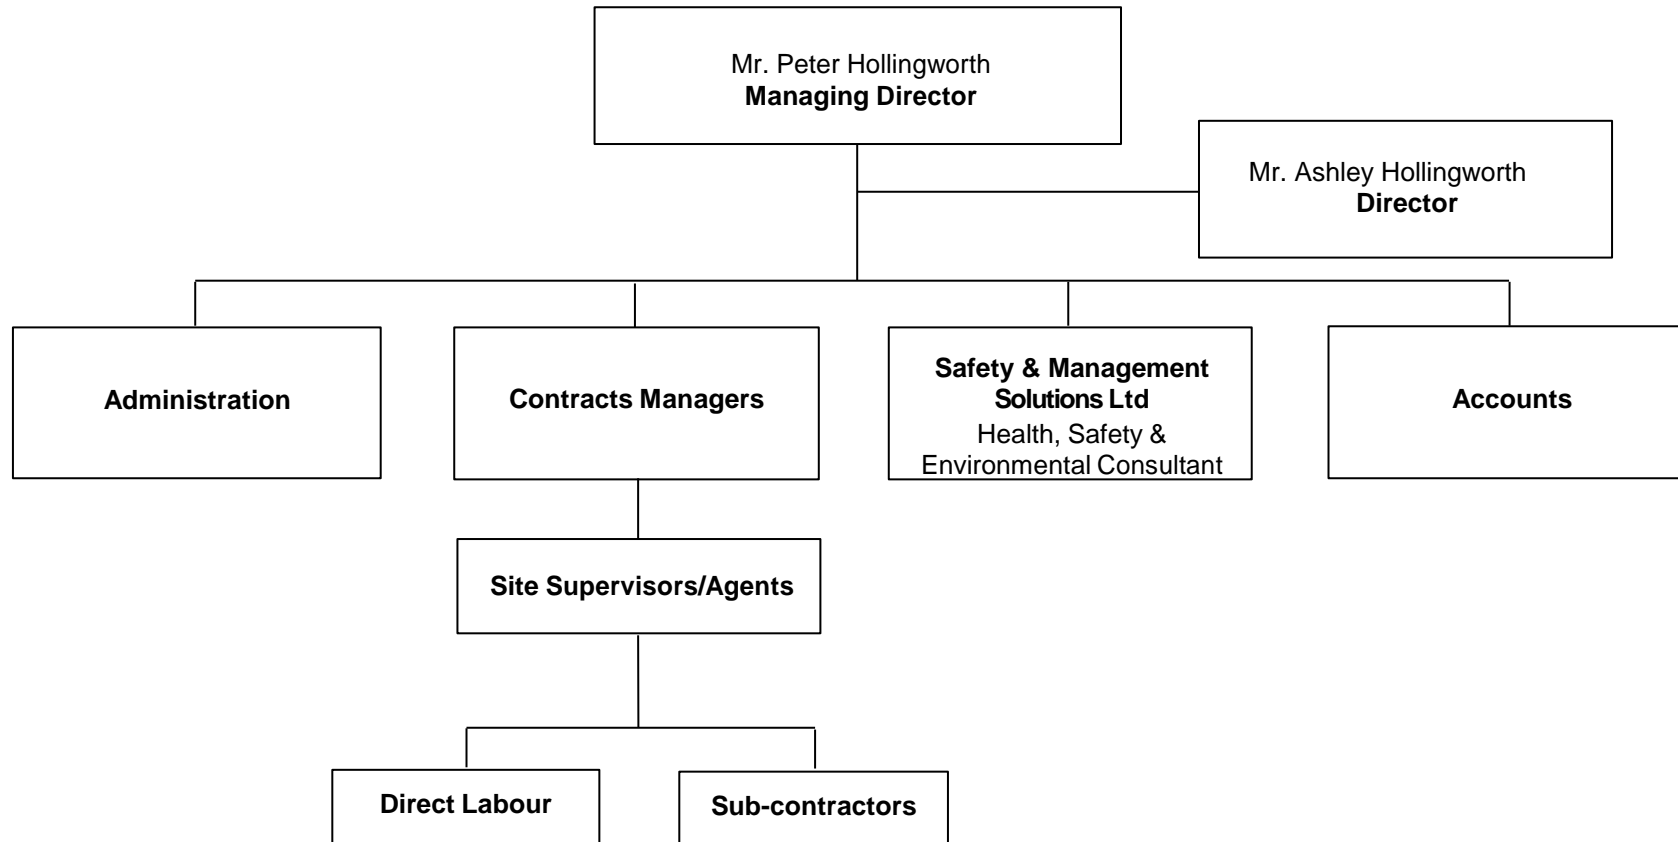 Mr. Peter Hollingworth
Managing Director
Mr. Ashley Hollingworth
Director
Administration
Contracts Managers
Safety & Management
Solutions Ltd
Health, Safety &
Environmental Consultant
Accounts
Site Supervisors/Agents
Direct Labour
Sub-contractors